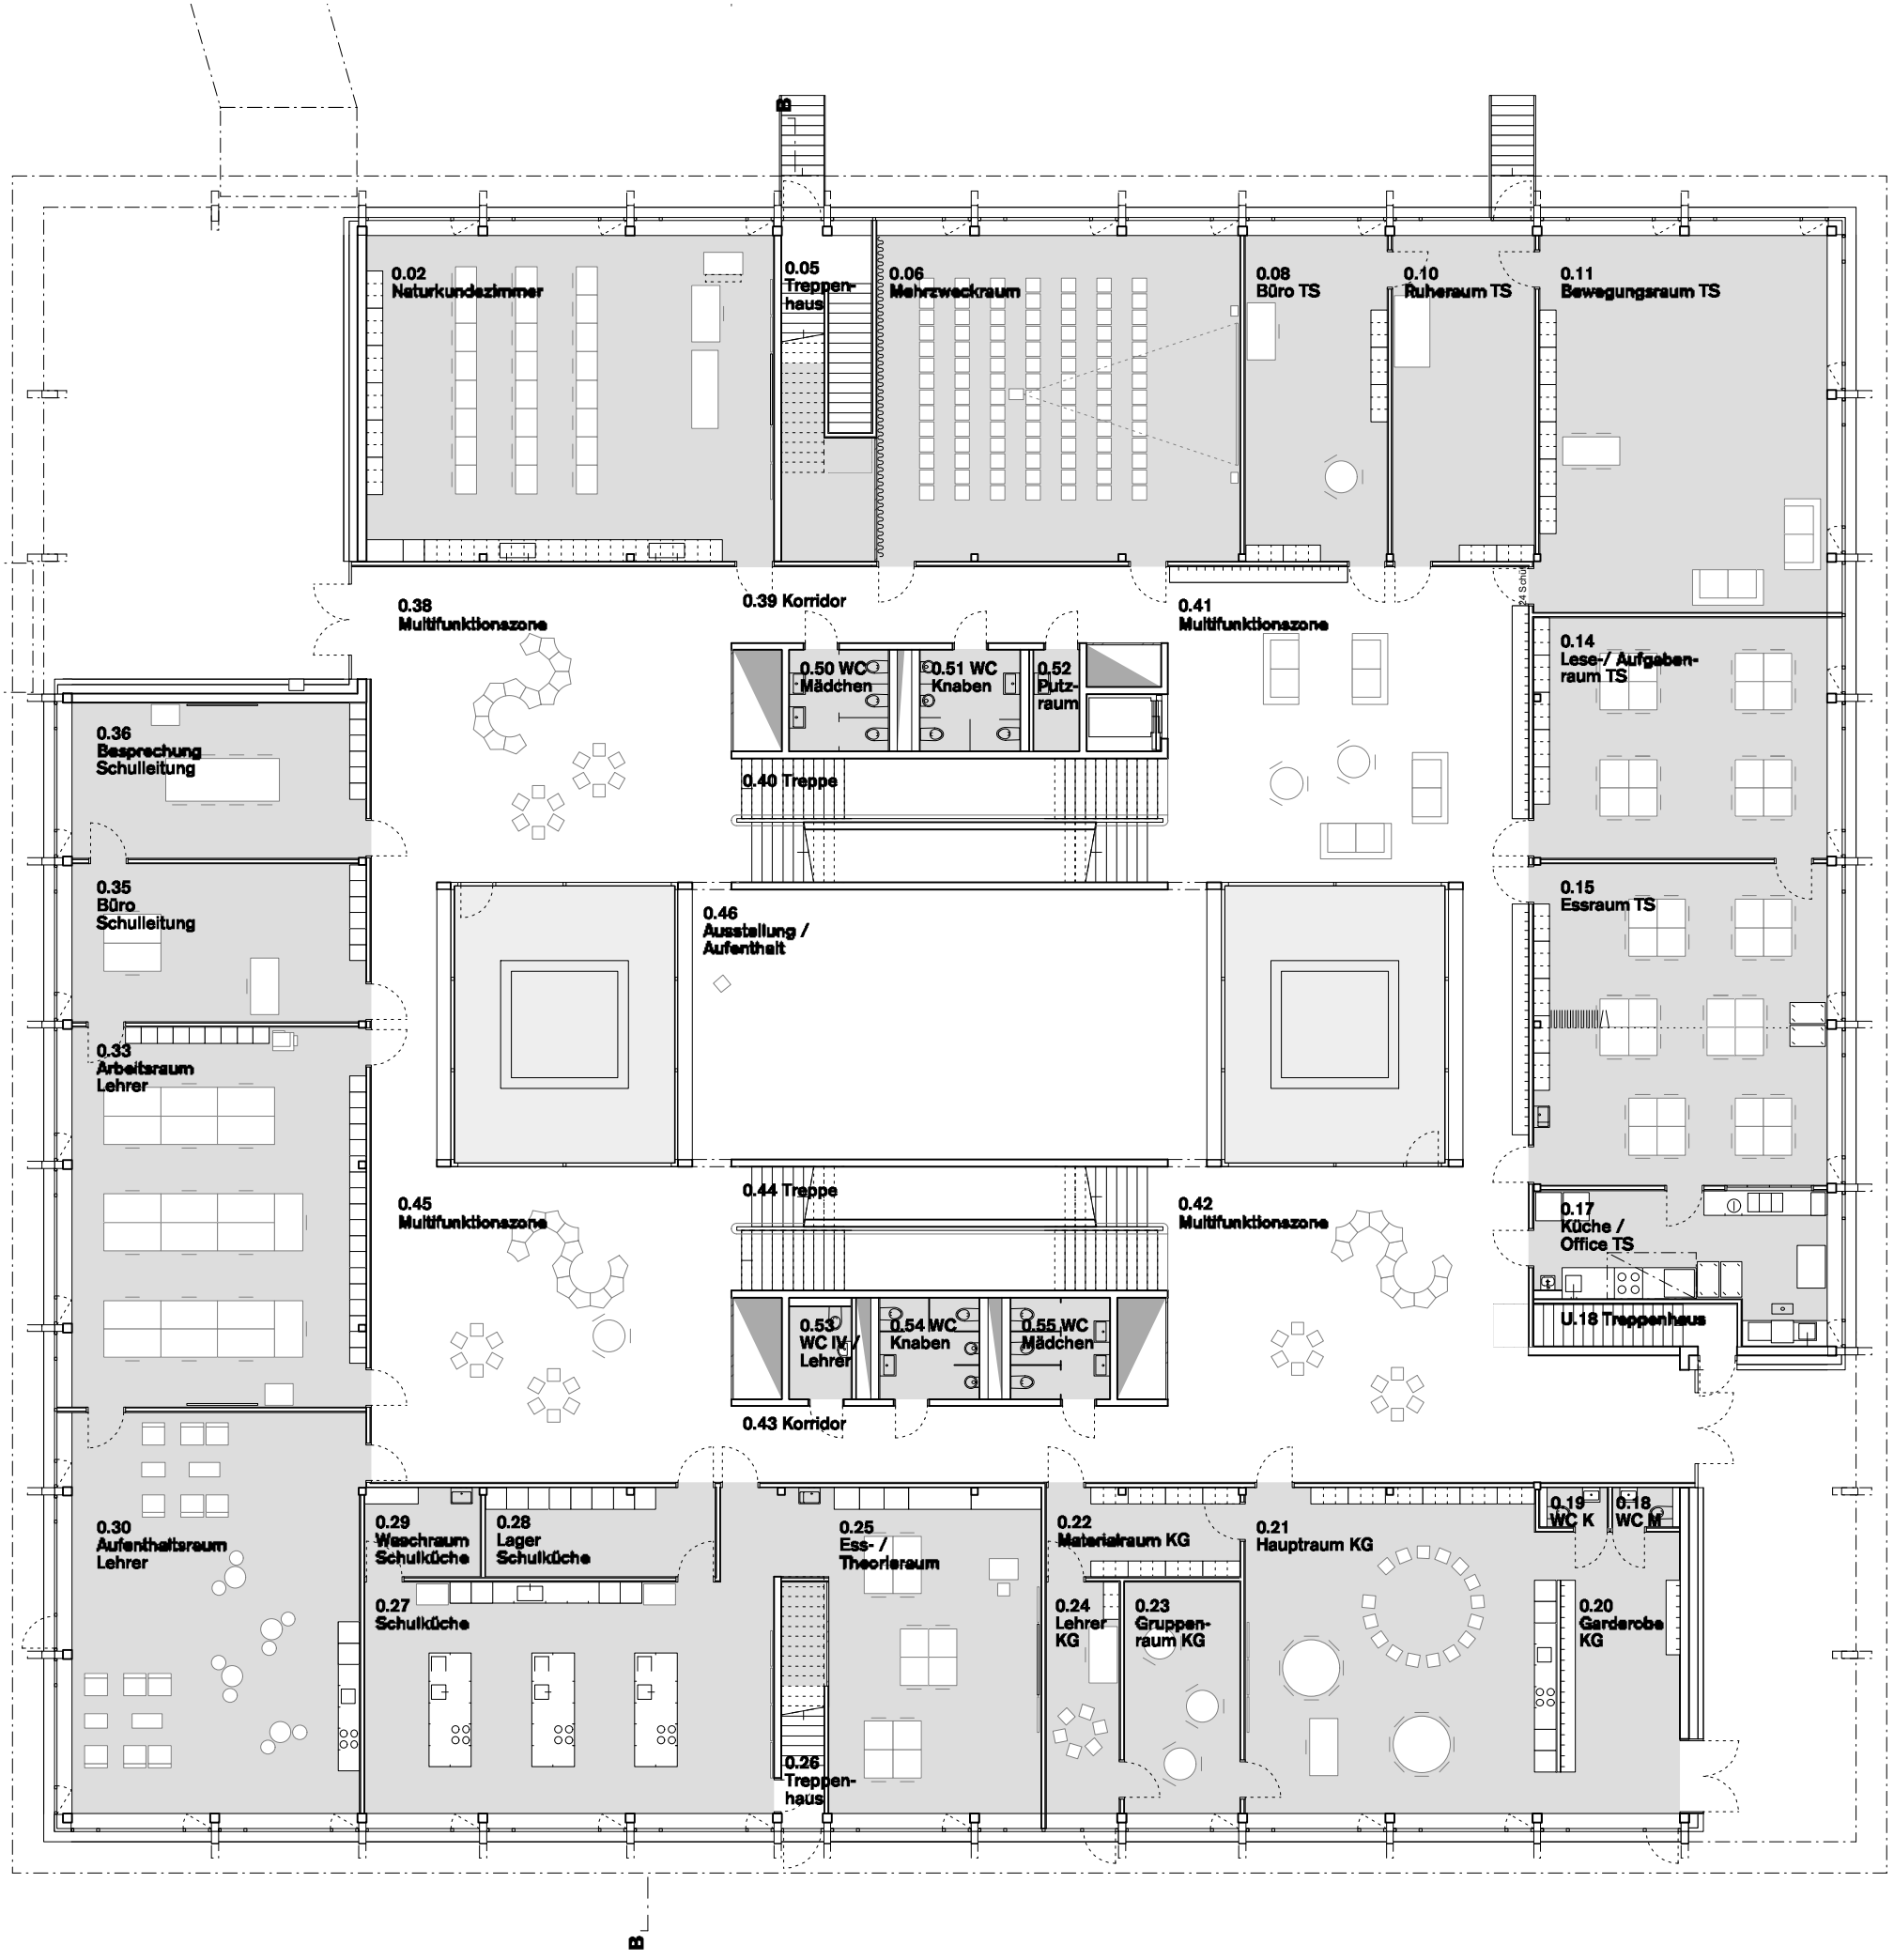 B
0.02
Naturkundezimmer
0.05
Treppen-
haus
0.06
Mehrzweckraum
0.08
Büro TS
0.10
Ruheraum TS
0.11
Bewegungsraum TS
0.38
Multifunktionszone
0.39 Korridor
0.41
Multifunktionszone
0.50 WC
Mädchen
0.51 WC
Knaben
0.52
Putz-
raum
0.14
Lese-/ Aufgaben-
raum TS
0.36
Besprechung
Schulleitung
0.40 Treppe
0.35
Büro
Schulleitung
0.46
Ausstellung /
Aufenthalt
0.15
Essraum TS
0.33
Arbeitsraum
Lehrer
0.45
Multifunktionszone
0.44 Treppe
0.42
Multifunktionszone
0.17
Küche /
Office TS
U.18 Treppenhaus
0.53
WC IV /
Lehrer
0.54 WC
Knaben
0.55 WC
Mädchen
0.43 Korridor
0.30
Aufenthaltsraum
Lehrer
0.29
Waschraum
Schulküche
0.28
Lager
Schulküche
0.25
Ess- /
Theorieraum
0.22
Materialraum KG
0.21
Hauptraum KG
0.19
WC K
0.18
WC M
0.27
Schulküche
0.24
Lehrer
KG
0.23
Gruppen-
raum KG
0.20
Garderobe
KG
0.26
Treppen-
haus
B